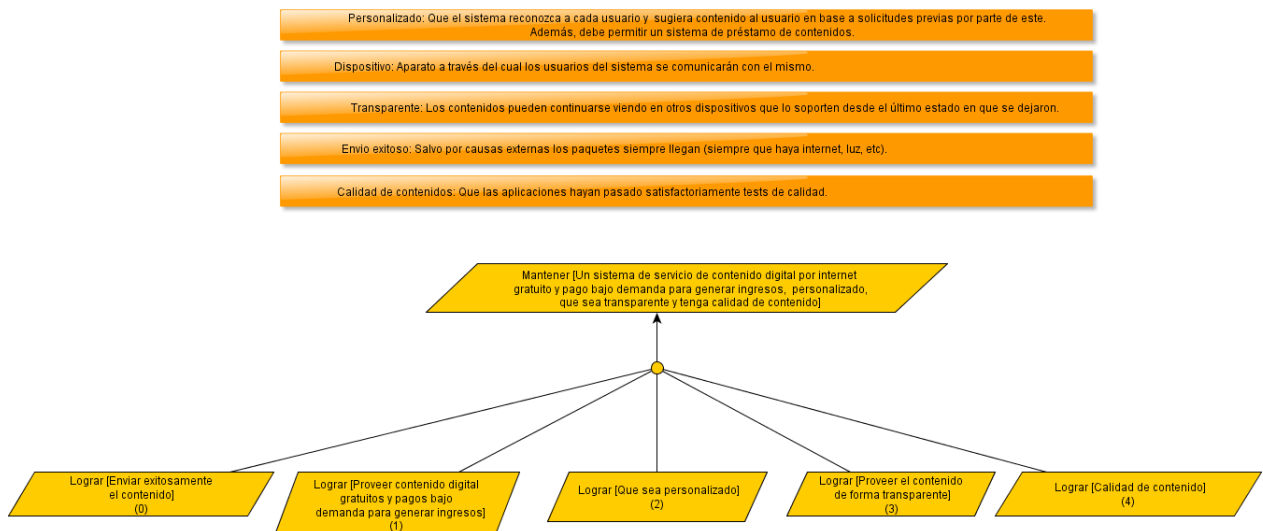 Personalizado: Que el sistema reconozca a cada usuario y sugiera contenido al usuario en base a solicitudes previas por parte de este.
Además, debe permitir un sistema de préstamo de contenidos.
Dispositivo: Aparato a través del cual los usuarios del sistema se comunicarán con el mismo.
Transparente: Los contenidos pueden continuarse viendo en otros dispositivos que lo soporten desde el último estado en que se dejaron.
Envio exitoso: Salvo por causas externas los paquetes siempre llegan (siempre que haya internet, luz, etc).
Calidad de contenidos: Que las aplicaciones hayan pasado satisfactoriamente tests de calidad.
Mantener [Un sistema de servicio de contenido digital por internet
gratuito y pago bajo demanda para generar ingresos, personalizado,
que sea transparente y tenga calidad de contenido]
Lograr [Enviar exitosamente
el contenido]
(0)
Lograr [Proveer contenido digital
gratuitos y pagos bajo
demanda para generar ingresos]
(1)
Lograr [Que sea personalizado]
(2)
Lograr [Proveer el contenido
de forma transparente]
(3)
Lograr [Calidad de contenido]
(4)